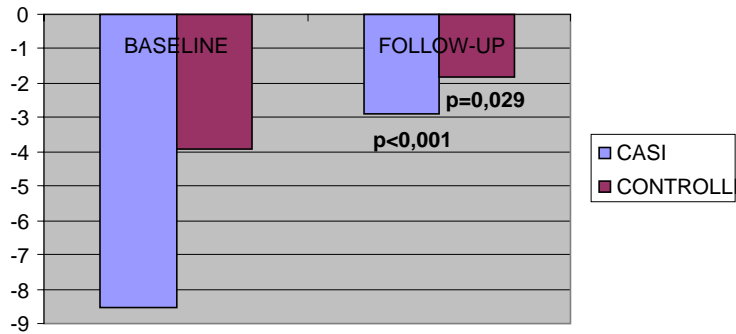 0
-1
-2
-3
-4
-5
-6
-7
-8
-9
BASELINE FOLLOW-UP
p=0,029
p<0,001
CASI
CONTROLLI